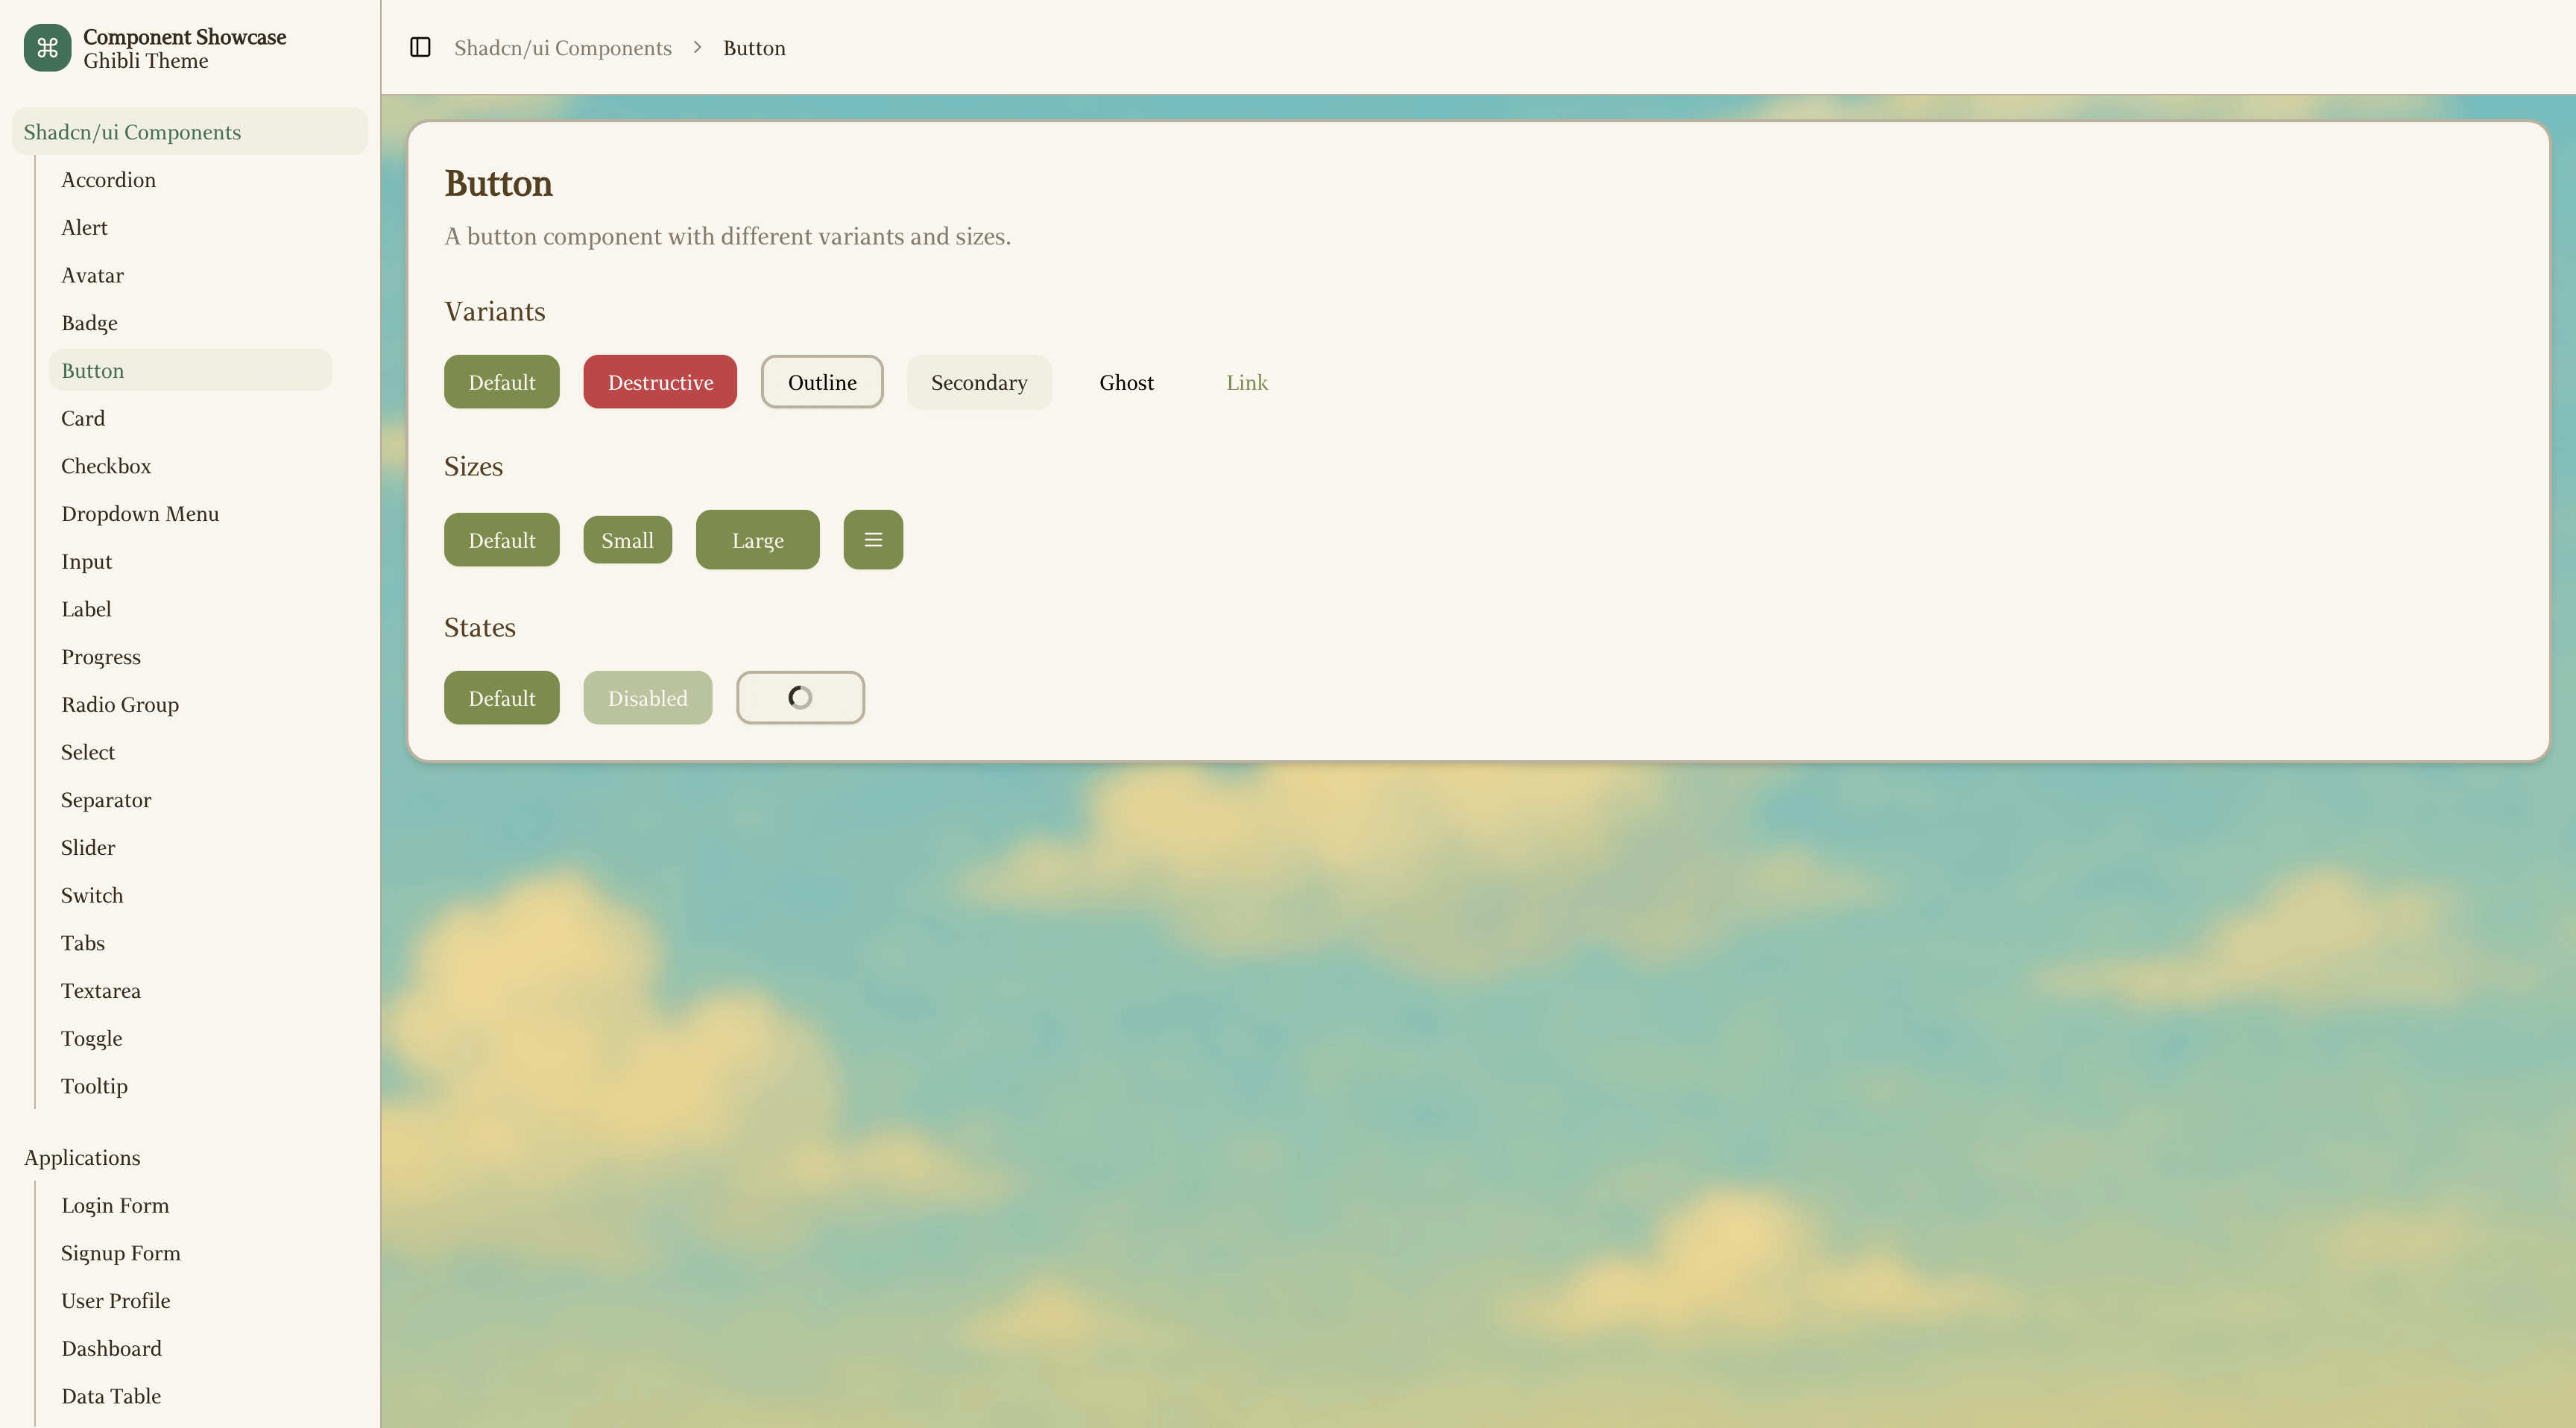 Component Showcase
Ghibli Theme
Shadcn/ui Components
Accordion
Alert
Avatar
Badge
Button
Card
Checkbox
Dropdown Menu
Input
Label
Progress
Radio Group
Select
Separator
Slider
Switch
Tabs
Textarea
Toggle
Tooltip
Applications
Login Form
Signup Form
User Profile
Dashboard
Data Table
Shadcn/ui Components > Button
Button
A button component with different variants and sizes.
Variants
Default Destructive Outline Secondary Ghost Link
Sizes
Default Small Large
States
Default Disabled